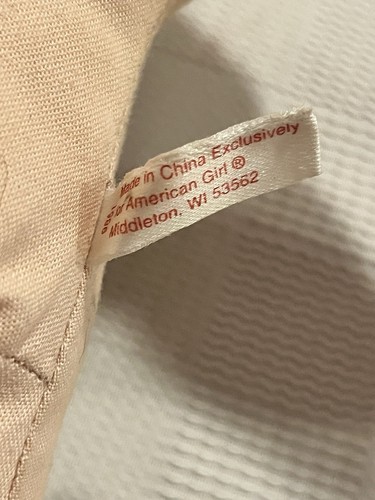 Made in China Exclusively
for American Girl ®
Middleton, WI 53562